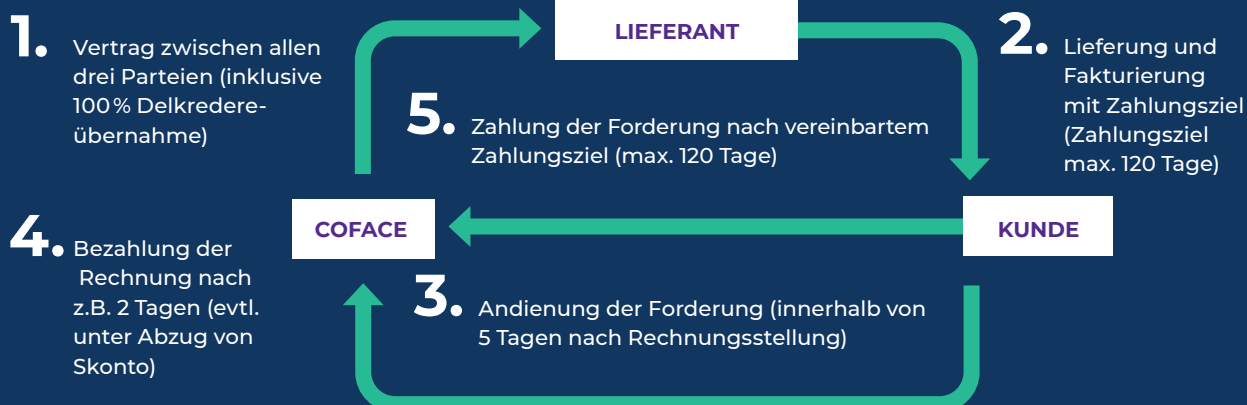 1.
Vertrag zwischen allen
drei Parteien (inklusive
100 % Delkredere-
übernahme)
LIEFERANT
2.
Lieferung und
Fakturierung
mit Zahlungsziel
(Zahlungsziel
max. 120 Tage)
5.
Zahlung der Forderung nach vereinbartem
Zahlungsziel (max. 120 Tage)
COFACE
KUNDE
4.
Bezahlung der
Rechnung nach
z.B. 2 Tagen (evtl.
unter Abzug von
Skonto)
3.
Andienung der Forderung (innerhalb von
5 Tagen nach Rechnungsstellung)